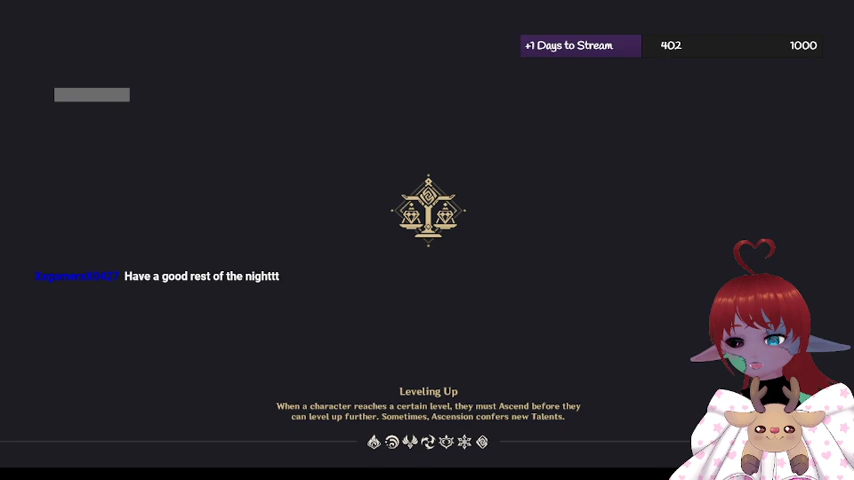 +1 Days to Stream 402 1000
Have a good rest of the nighttt
Leveling Up
When a character reaches a certain level, they must Ascend before they
can level up further. Sometimes, Ascension confers new Talents.